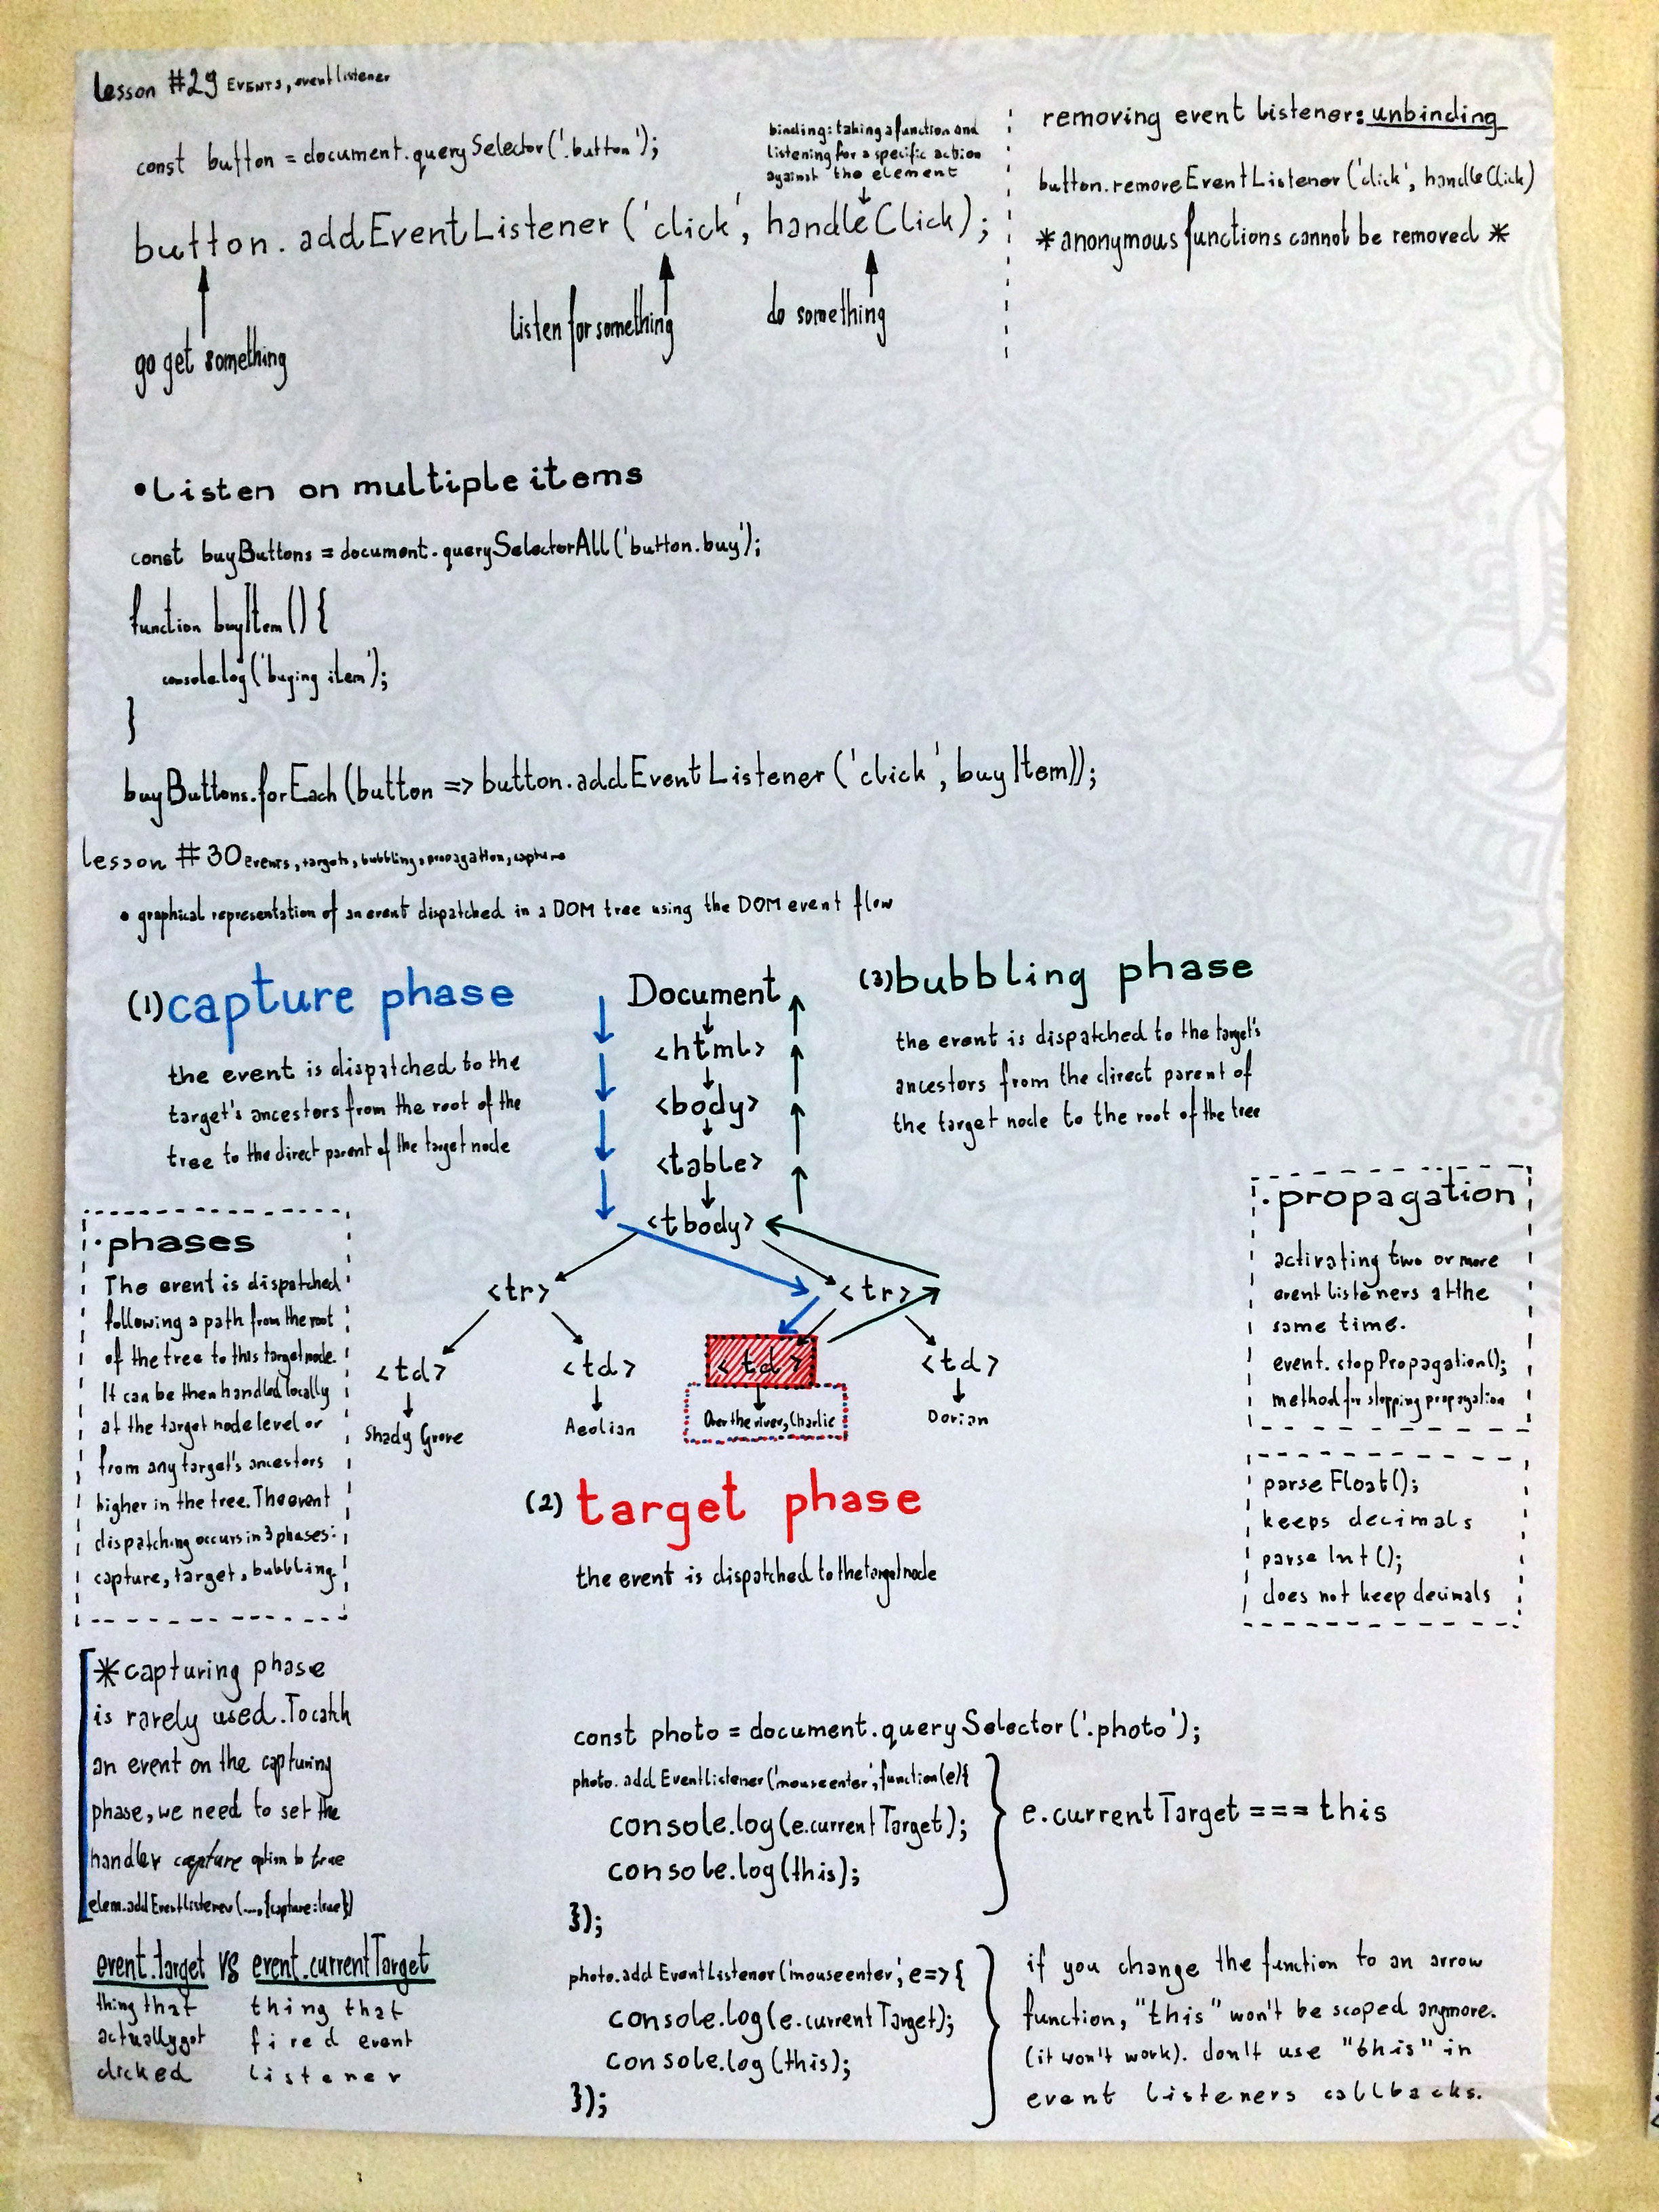 lesson #29 EVENTS, event listener
const button = document.querySelector('.button');
binding: taking a function and
listening for a specific action
against the element
button.addEventListener('click', handleClick);
go get something
listen for something
do something
removing event listener: unbinding
button.removeEventListener('click', handleClick)
*anonymous functions cannot be removed*
•Listen on multiple items
const buyButtons = document.querySelectorAll('button.buy');
function buyItem() {
console.log('buying item');
}
buyButtons.forEach(button => button.addEventListener('click', buyItem));
lesson #30 events, targets, bubbling, propagation, capture
• graphical representation of an event dispatched in a DOM tree using the DOM event flow
(1) capture phase
the event is dispatched to the
target's ancestors from the root of the
tree to the direct parent of the target node
Document
<html>
<body>
<table>
<tbody>
<tr>
<tr>
<td>
<td>
<td>
<td>
Shady Grove
Aeolian
Over the river, Charlie
Dorian
(3) bubbling phase
the event is dispatched to the target's
ancestors from the direct parent of
the target node to the root of the tree
(2) target phase
the event is dispatched to the target node
•phases
The event is dispatched
following a path from the root
of the tree to this target node.
It can be then handled locally
at the target node level or
from any target's ancestors
higher in the tree. The event
dispatching occurs in 3 phases:
capture, target, bubbling.
•propagation
activating two or more
event listeners at the
same time.
event.stopPropagation();
method for stopping propagation
parseFloat();
keeps decimals
parseInt();
does not keep decimals
*capturing phase
is rarely used. To catch
an event on the capturing
phase, we need to set the
handler capture option to true
elem.addEventListener(...,{capture:true})
event.target vs event.currentTarget
thing that
actually got
clicked
thing that
fired event
listener
const photo = document.querySelector('.photo');
photo.addEventListener('mouseenter', function(e){
console.log(e.currentTarget);
console.log(this);
});
e.currentTarget === this
photo.addEventListener('mouseenter', e=> {
console.log(e.currentTarget);
console.log(this);
});
if you change the function to an arrow
function, "this" won't be scoped anymore.
(it won't work). don't use "this" in
event listeners callbacks.